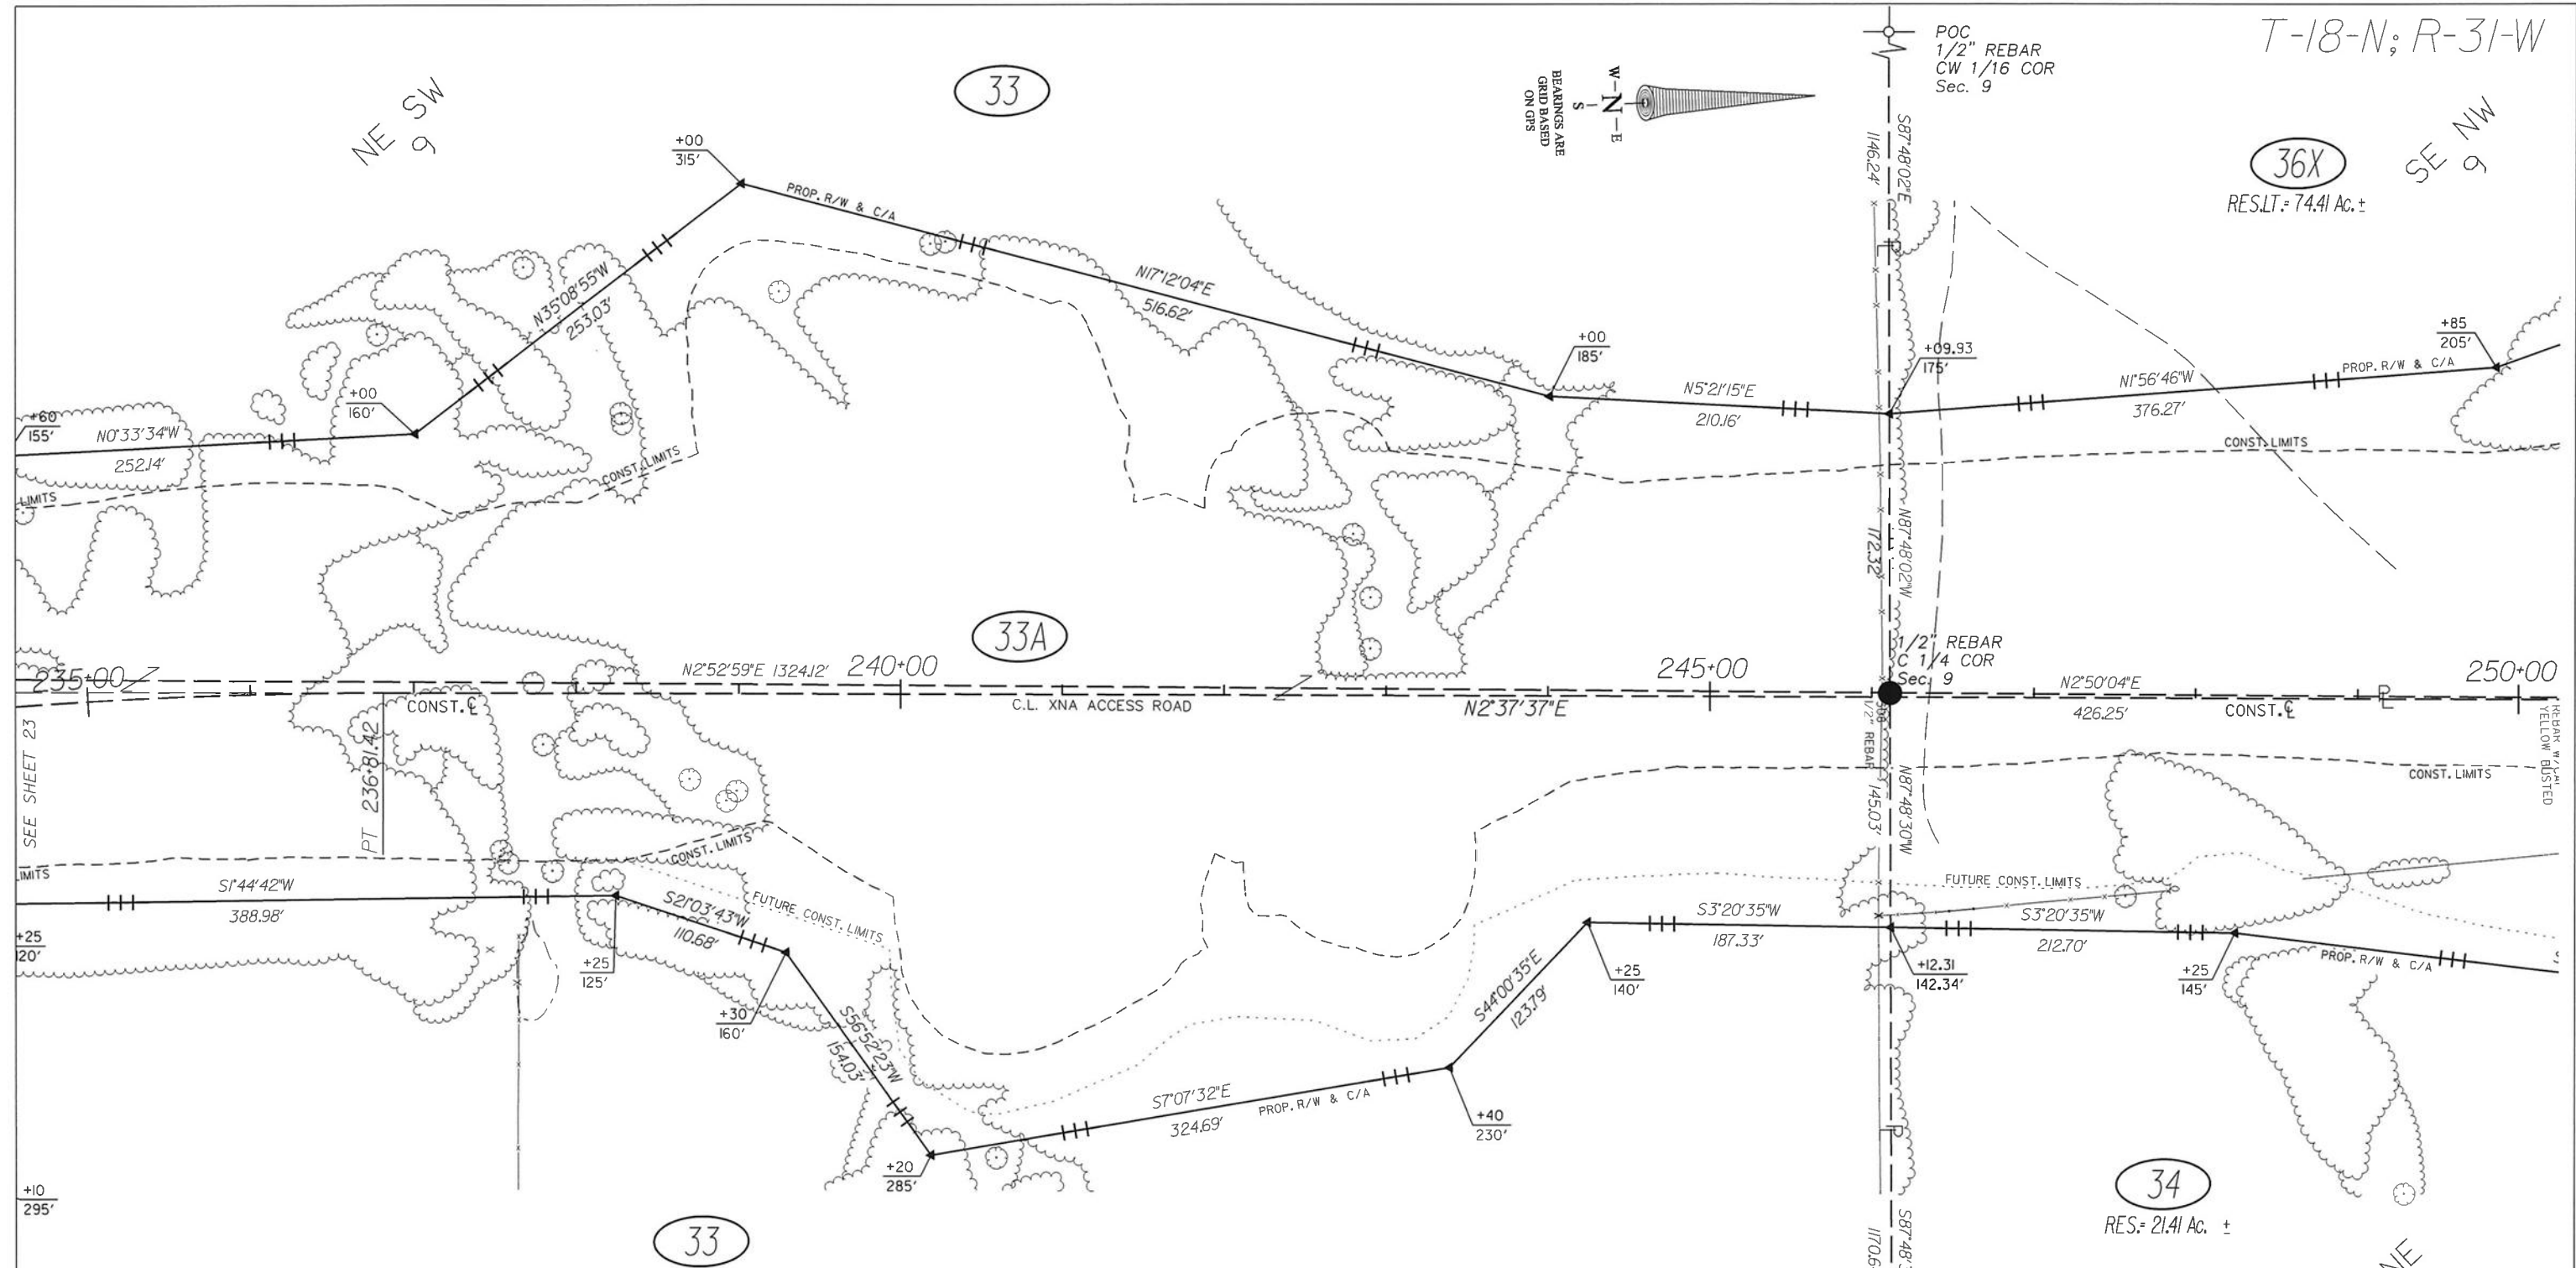 T-18-N; R-31-W
POC
1/2" REBAR
CW 1/16 COR
Sec. 9
33
NE SW
9
W-N-E
S
BEARINGS ARE
GRID BASED
ON GPS
SE NW
9
36X
RES.LT.= 74.41 Ac.±
S87°48'02"E
1146.24'
+00
315'
PROP. R/W & C/A
N35°08'55"W
253.03'
N17°12'04"E
516.62'
+00
185'
N5°21'15"E
210.16'
+09.93
175'
N1°56'46"W
376.27'
PROP. R/W & C/A
+85
205'
+60
155'
N0°33'34"W
252.14'
+00
160'
LIMITS
CONST. LIMITS
CONST. LIMITS
N87°48'02"W
172.32'
33A
1/2" REBAR
C 1/4 COR
Sec. 9
235+00
N2°52'59"E 1324.12'
240+00
245+00
N2°50'04"E
426.25'
250+00
CONST. ℄
C.L. XNA ACCESS ROAD
N2°37'37"E
CONST. ℄
SEE SHEET 23
PT 236+81.42
1/2" REBAR
YELLOW BUSTED
N87°48'30"W
145.03'
CONST. LIMITS
CONST. LIMITS
IMITS
S1°44'42"W
388.98'
+25
120'
+25
125'
S21°03'43"W
110.68'
FUTURE CONST. LIMITS
+30
160'
S56°52'23"W
154.03'
+20
285'
S7°07'32"E
324.69'
PROP. R/W & C/A
+40
230'
S44°00'35"E
123.79'
+25
140'
S3°20'35"W
187.33'
FUTURE CONST. LIMITS
S3°20'35"W
212.70'
+12.31
142.34'
+25
145'
PROP. R/W & C/A
+10
295'
33
34
RES.= 21.41 Ac. ±
S87°48'
1170.6
NE